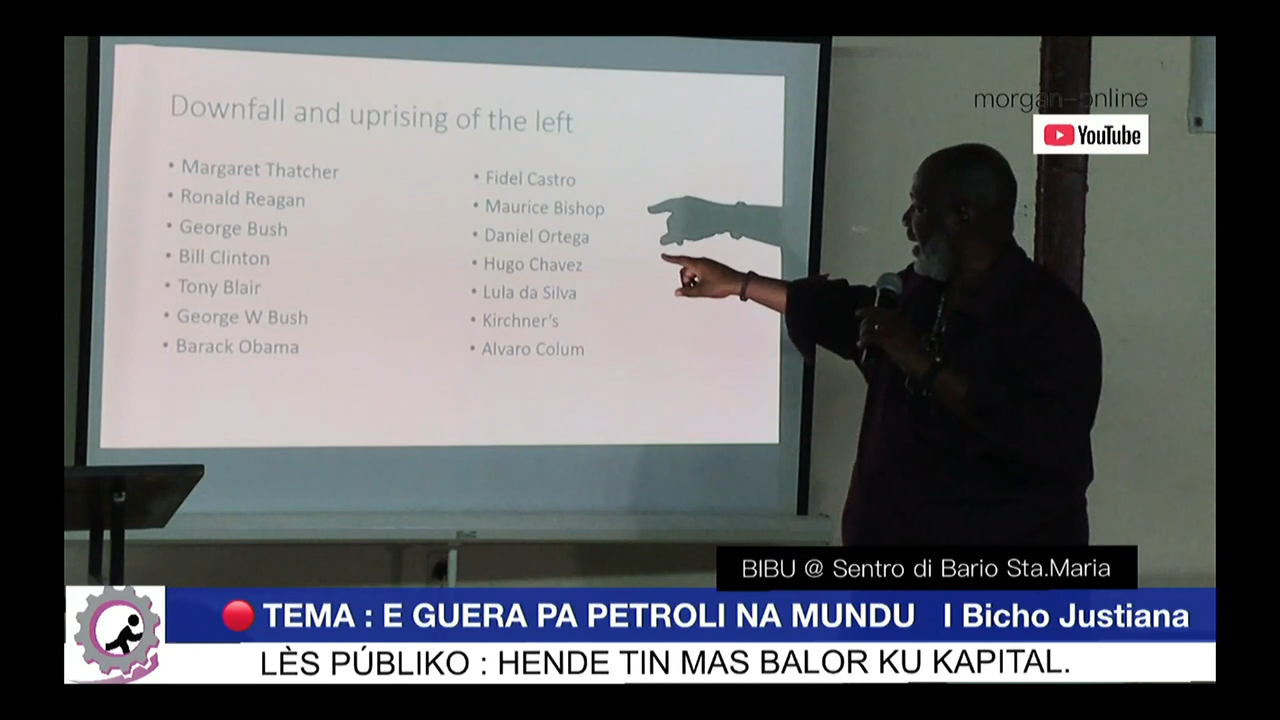 morgan-online
YouTube
Downfall and uprising of the left
• Margaret Thatcher
• Ronald Reagan
• George Bush
• Bill Clinton
• Tony Blair
• George W Bush
• Barack Obama
• Fidel Castro
• Maurice Bishop
• Daniel Ortega
• Hugo Chavez
• Lula da Silva
• Kirchner's
• Alvaro Colum
BIBU @ Sentro di Bario Sta.Maria
TEMA : E GUERA PA PETROLI NA MUNDU I Bicho Justiana
LÈS PÚBLIKO : HENDE TIN MAS BALOR KU KAPITAL.